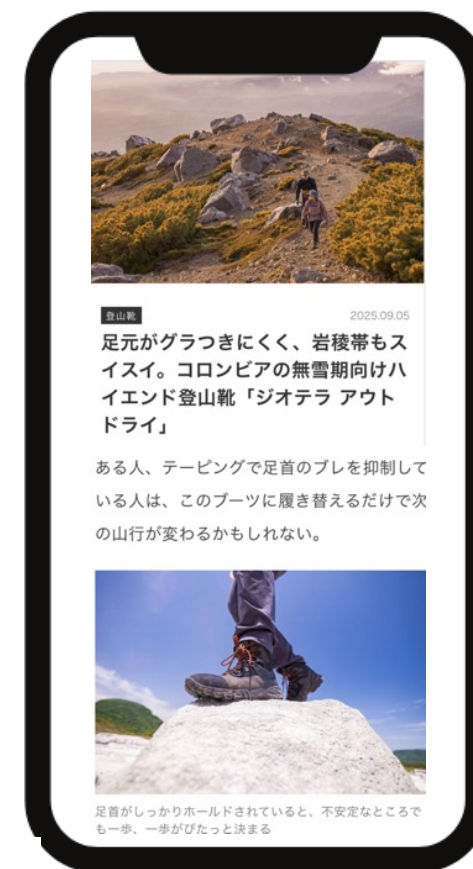 登山靴
2025.09.05
足元がグラつきにくく、岩稜帯もス
イスイ。コロンビアの無雪期向けハ
イエンド登山靴「ジオテラ アウト
ドライ」
ある人、テーピングで足首のブレを抑制して
いる人は、このブーツに履き替えるだけで次
の山行が変わるかもしれない。
足首がしっかりホールドされていると、不安定なところで
も一歩、一歩がぴたっと決まる